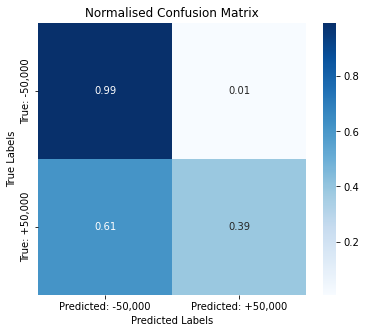 Normalised Confusion Matrix
True Labels
True: -50,000
True: +50,000
0.99
0.01
0.61
0.39
Predicted: -50,000
Predicted: +50,000
Predicted Labels
0.8
0.6
0.4
0.2